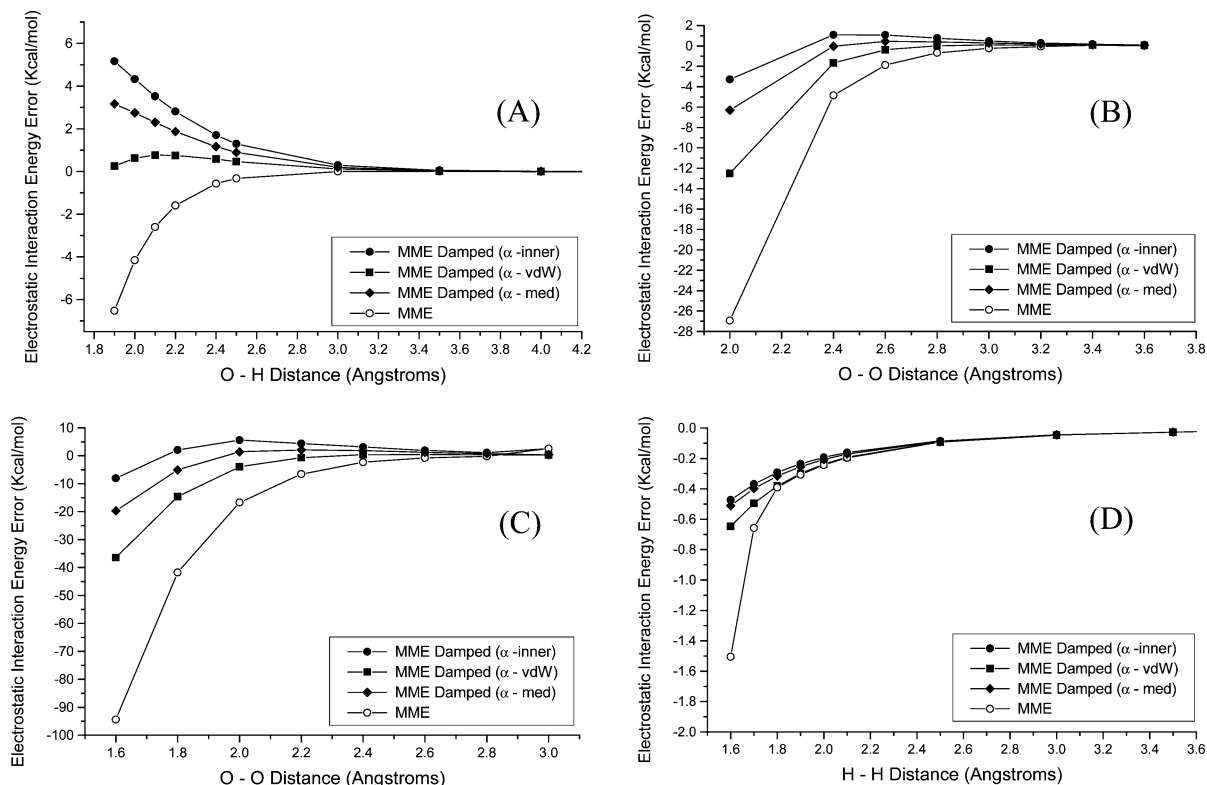 Electrostatic Interaction Energy Error (Kcal/mol)
6
4
2
0
-2
-4
-6
(A)
MME Damped (α -inner)
MME Damped (α - vdW)
MME Damped (α - med)
MME
1.8 2.0 2.2 2.4 2.6 2.8 3.0 3.2 3.4 3.6 3.8 4.0 4.2
O - H Distance (Angstroms)
Electrostatic Interaction Energy Error (Kcal/mol)
2
0
-2
-4
-6
-8
-10
-12
-14
-16
-18
-20
-22
-24
-26
-28
(B)
MME Damped (α -inner)
MME Damped (α - vdW)
MME Damped (α - med)
MME
2.0 2.2 2.4 2.6 2.8 3.0 3.2 3.4 3.6 3.8
O - O Distance (Angstroms)
Electrostatic Interaction Energy Error (Kcal/mol)
10
0
-10
-20
-30
-40
-50
-60
-70
-80
-90
-100
(C)
MME Damped (α -inner)
MME Damped (α - vdW)
MME Damped (α - med)
MME
1.6 1.8 2.0 2.2 2.4 2.6 2.8 3.0
O - O Distance (Angstroms)
Electrostatic Interaction Energy Error (Kcal/mol)
0.0
-0.2
-0.4
-0.6
-0.8
-1.0
-1.2
-1.4
-1.6
-1.8
-2.0
(D)
MME Damped (α -inner)
MME Damped (α - vdW)
MME Damped (α - med)
MME
1.6 1.8 2.0 2.2 2.4 2.6 2.8 3.0 3.2 3.4 3.6
H - H Distance (Angstroms)